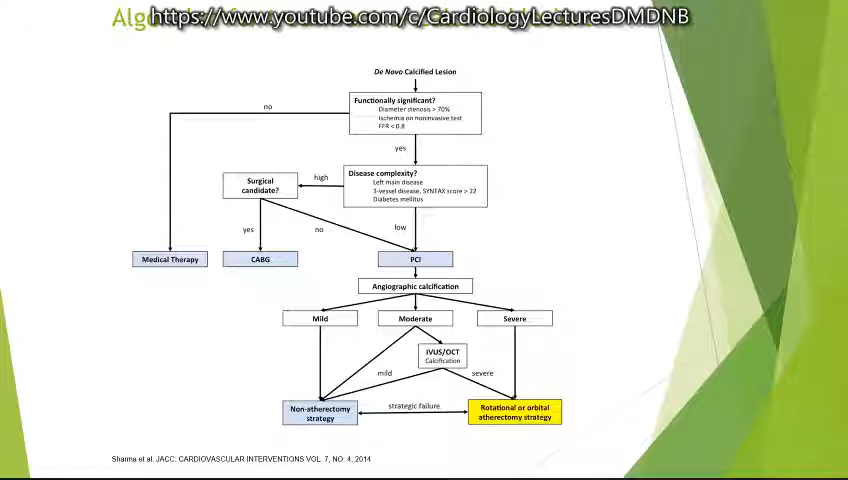 https://www.youtube.com/c/CardiologyLecturesDMDNB
De Novo Calcified Lesion
Functionally significant?
Diameter stenosis > 70%
Ischemia on noninvasive test
FFR < 0.8
no
yes
Disease complexity?
Left main disease
3-vessel disease, SYNTAX score > 22
Diabetes mellitus
high
Surgical
candidate?
yes
no
low
Medical Therapy
CABG
PCI
Angiographic calcification
Mild
Moderate
Severe
IVUS/OCT
Calcification
mild
severe
Non-atherectomy
strategy
strategic failure
Rotational or orbital
atherectomy strategy
Sharma et al. JACC: CARDIOVASCULAR INTERVENTIONS VOL. 7, NO. 4, 2014